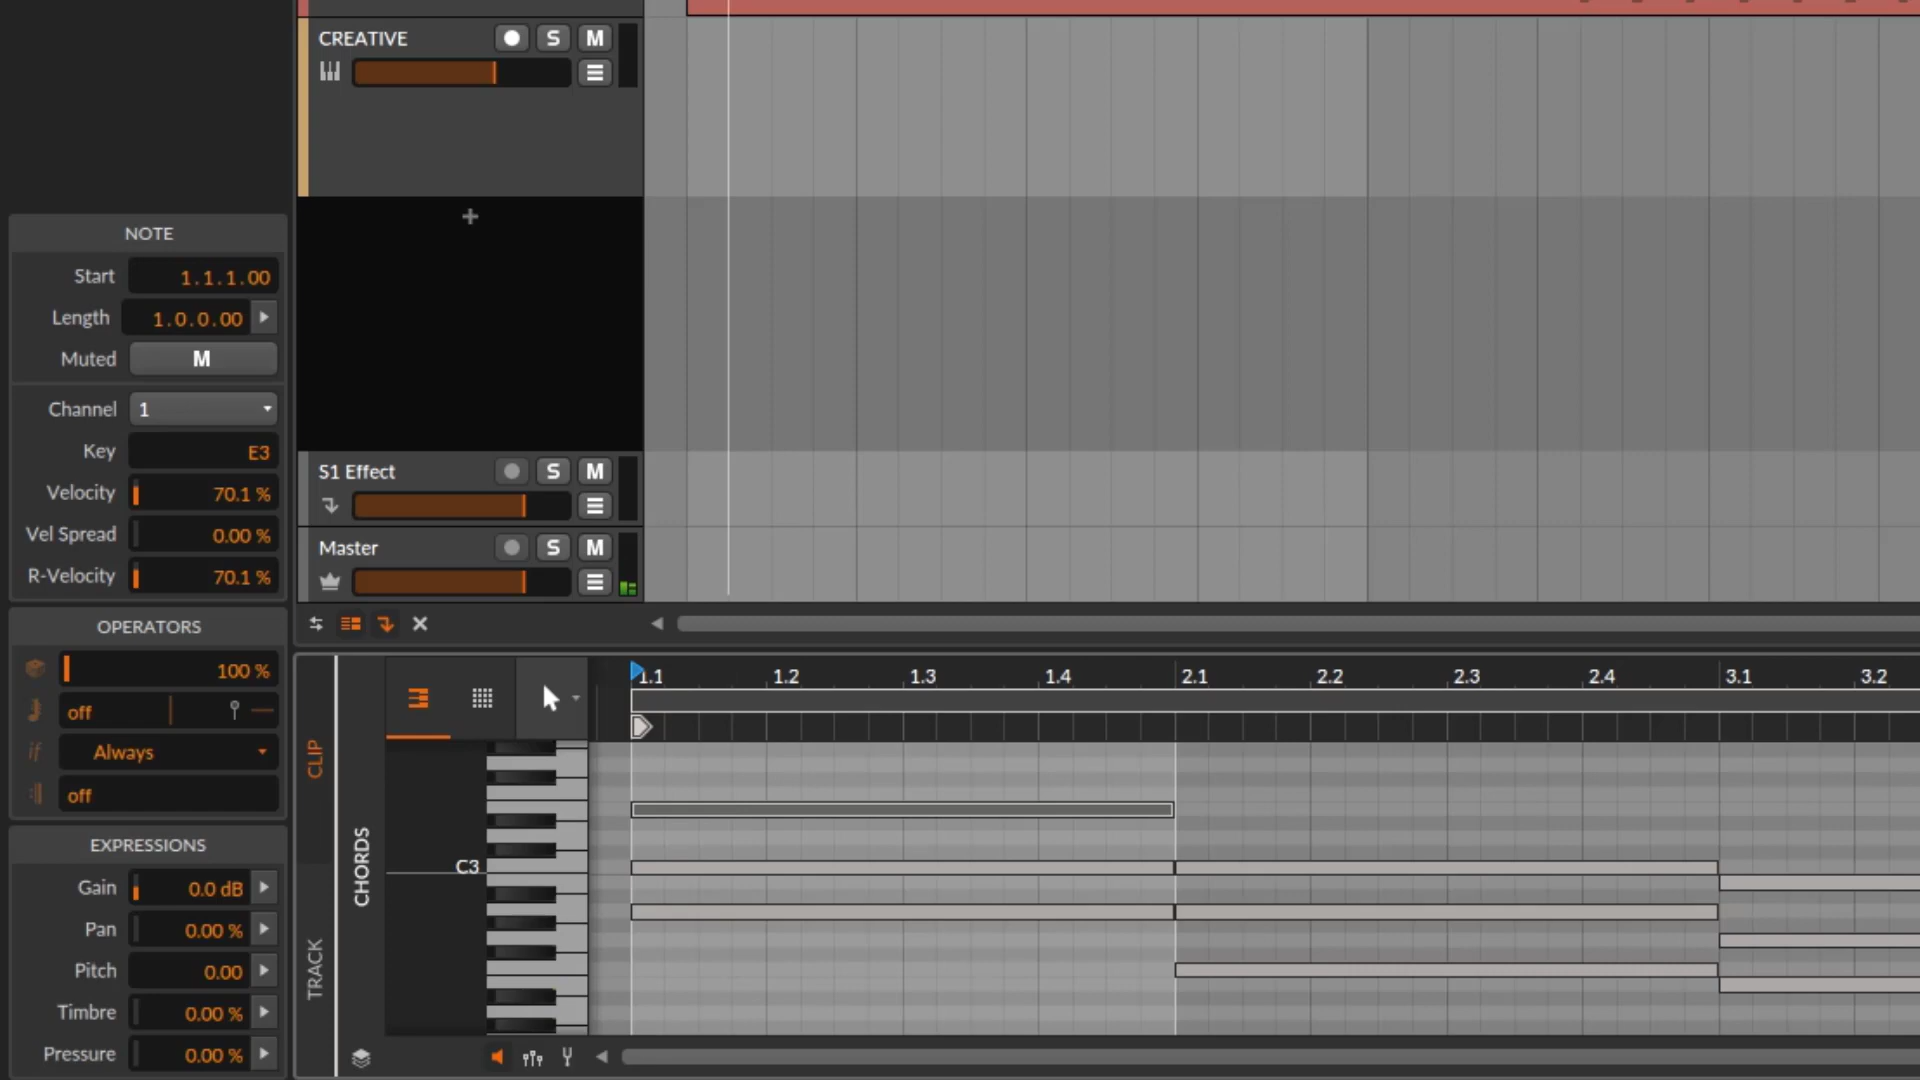 CREATIVE
S M
NOTE
Start 1.1.1.00
Length 1.0.0.00
Muted M
Channel 1
Key E3
Velocity 70.1 %
Vel Spread 0.00 %
R-Velocity 70.1 %
S1 Effect S M
Master S M
OPERATORS
100 %
off
if Always
off
EXPRESSIONS
Gain 0.0 dB
Pan 0.00 %
Pitch 0.00
Timbre 0.00 %
Pressure 0.00 %
CLIP
TRACK
CHORDS
1.1 1.2 1.3 1.4 2.1 2.2 2.3 2.4 3.1 3.2
C3